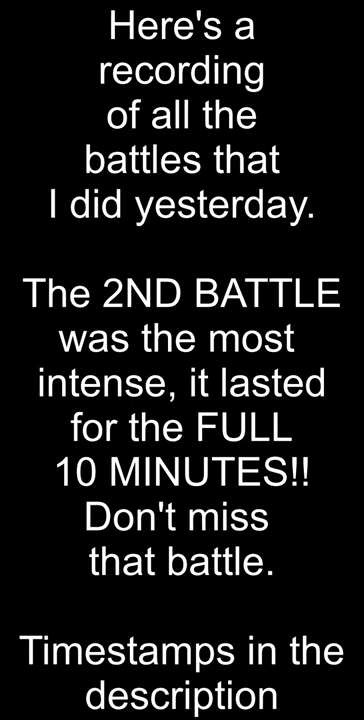 Here's a
recording
of all the
battles that
I did yesterday.
The 2ND BATTLE
was the most
intense, it lasted
for the FULL
10 MINUTES!!
Don't miss
that battle.
Timestamps in the
description